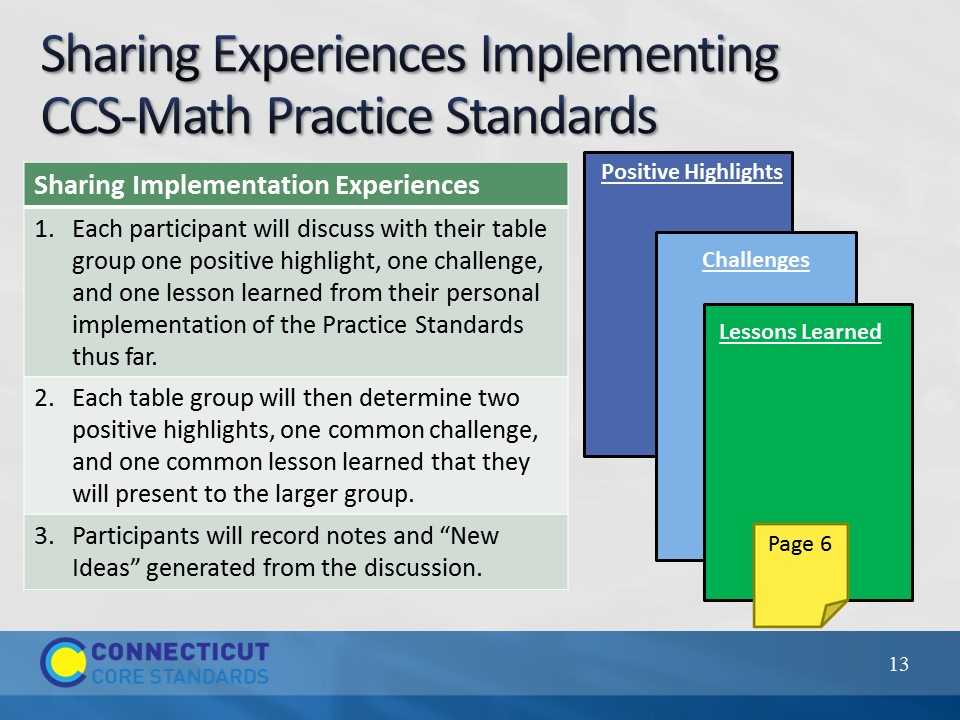 Sharing Experiences Implementing
CCS-Math Practice Standards
Sharing Implementation Experiences
1. Each participant will discuss with their table
group one positive highlight, one challenge,
and one lesson learned from their personal
implementation of the Practice Standards
thus far.
2. Each table group will then determine two
positive highlights, one common challenge,
and one common lesson learned that they
will present to the larger group.
3. Participants will record notes and “New
Ideas” generated from the discussion.
Positive Highlights
Challenges
Lessons Learned
Page 6
CONNECTICUT
CORE STANDARDS
13